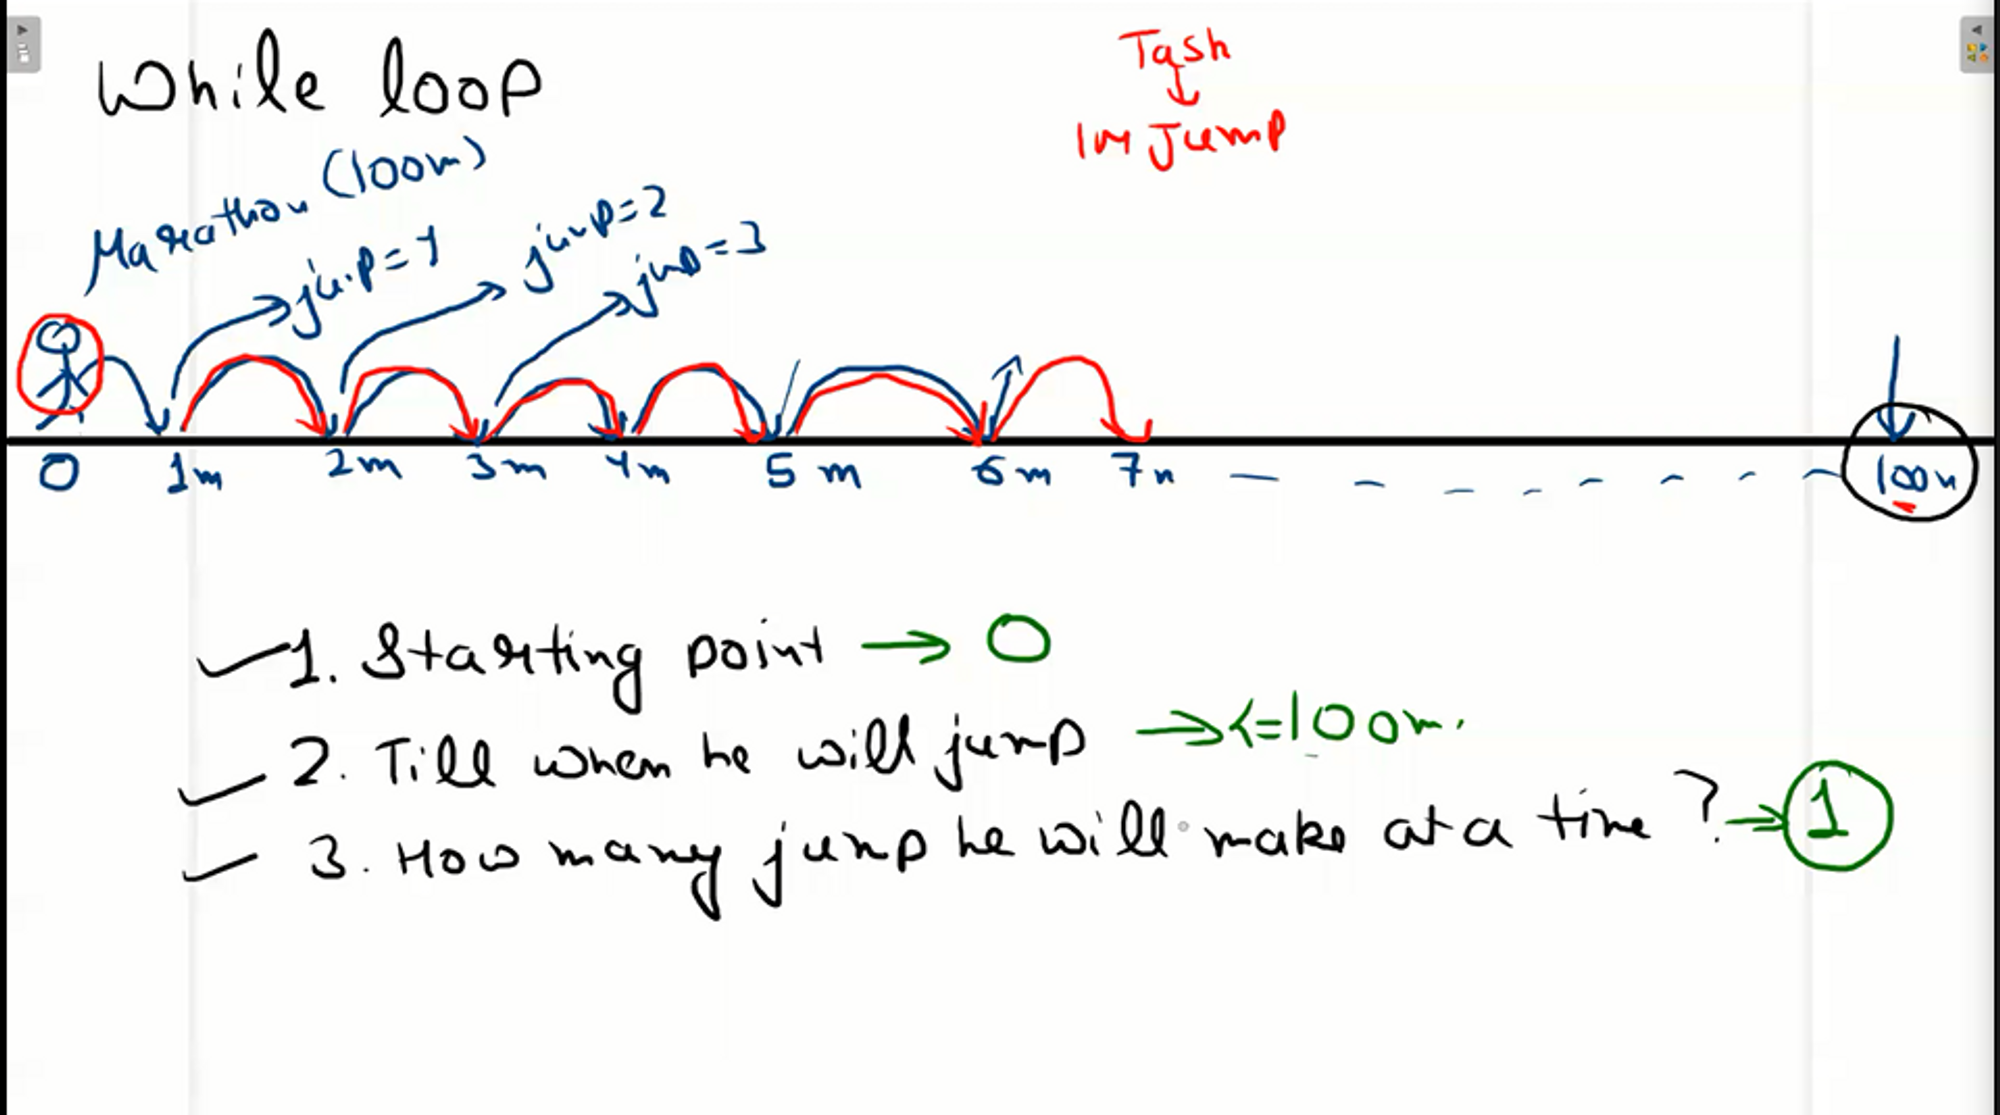 While loop
Task
1M Jump
Marathon (100m)
jump=1
jump=2
jump=3
0 1m 2m 3m 4m 5m 6m 7m 100m
1. Starting point → 0
2. Till when he will jump → <=100m.
3. How many jump he will make at a time? → 1